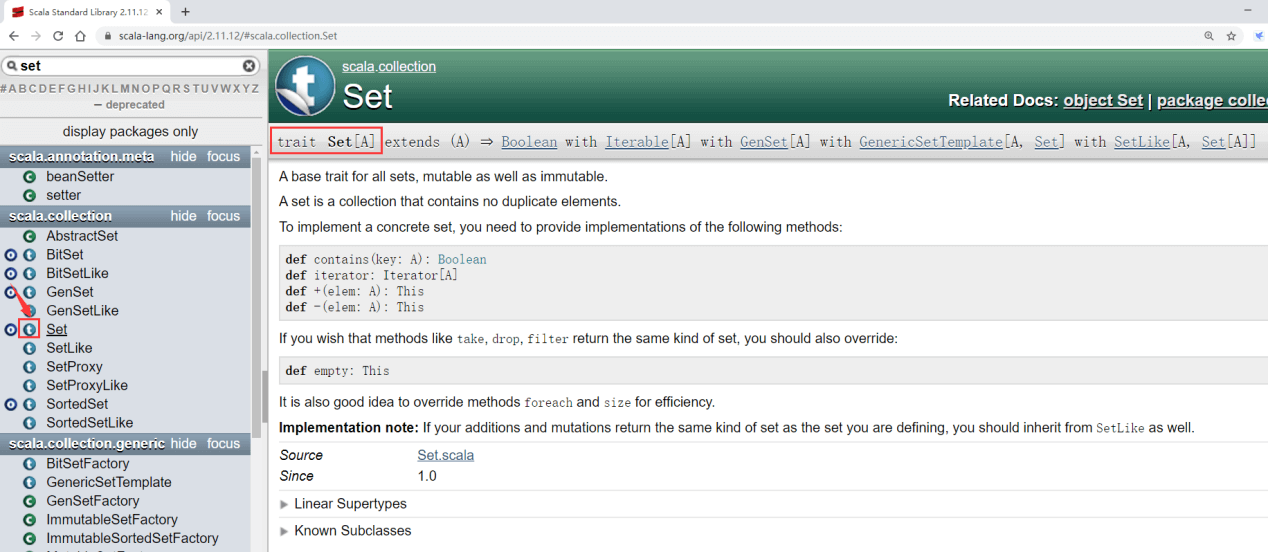 Scala Standard Library 2.11.12
scala-lang.org/api/2.11.12/#scala.collection.Set
set
#ABCDEFGHIJKLMNOPQRSTUVWXYZ
– deprecated
display packages only
scala.annotation.meta hide focus
beanSetter
setter
scala.collection hide focus
AbstractSet
BitSet
BitSetLike
GenSet
GenSetLike
Set
SetLike
SetProxy
SetProxyLike
SortedSet
SortedSetLike
scala.collection.generic hide focus
BitSetFactory
GenericSetTemplate
GenSetFactory
ImmutableSetFactory
ImmutableSortedSetFactory
scala.collection
Set
Related Docs: object Set | package colle
trait Set[A] extends (A) ⇒ Boolean with Iterable[A] with GenSet[A] with GenericSetTemplate[A, Set] with SetLike[A, Set[A]]
A base trait for all sets, mutable as well as immutable.
A set is a collection that contains no duplicate elements.
To implement a concrete set, you need to provide implementations of the following methods:
def contains(key: A): Boolean
def iterator: Iterator[A]
def +(elem: A): This
def -(elem: A): This
If you wish that methods like take, drop, filter return the same kind of set, you should also override:
def empty: This
It is also good idea to override methods foreach and size for efficiency.
Implementation note: If your additions and mutations return the same kind of set as the set you are defining, you should inherit from SetLike as well.
Source Set.scala
Since 1.0
Linear Supertypes
Known Subclasses